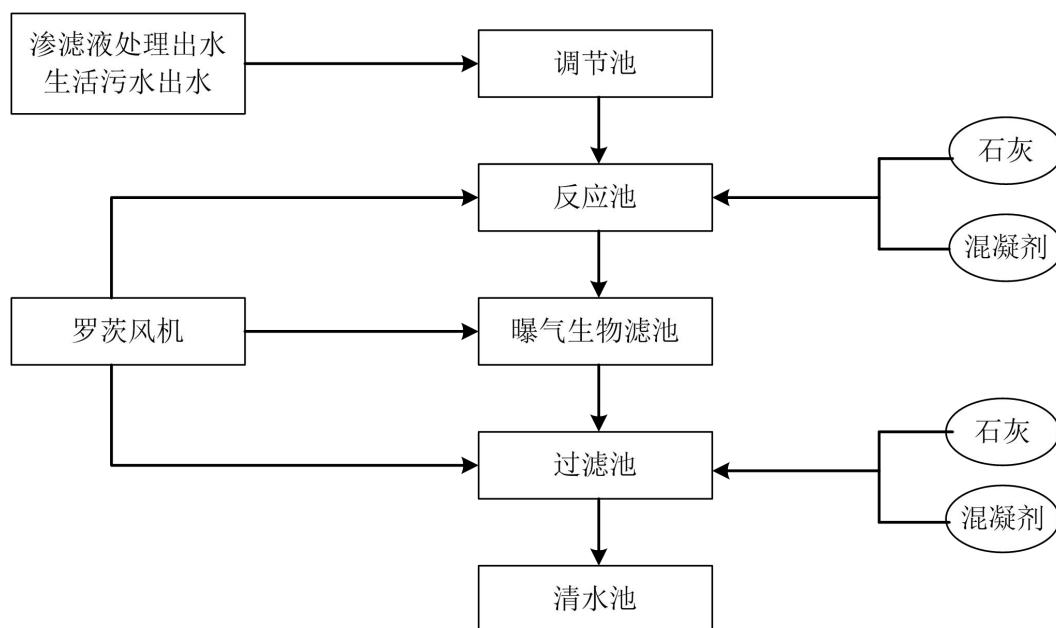 渗滤液处理出水
生活污水出水
调节池
石灰
反应池
混凝剂
罗茨风机
曝气生物滤池
石灰
过滤池
混凝剂
清水池